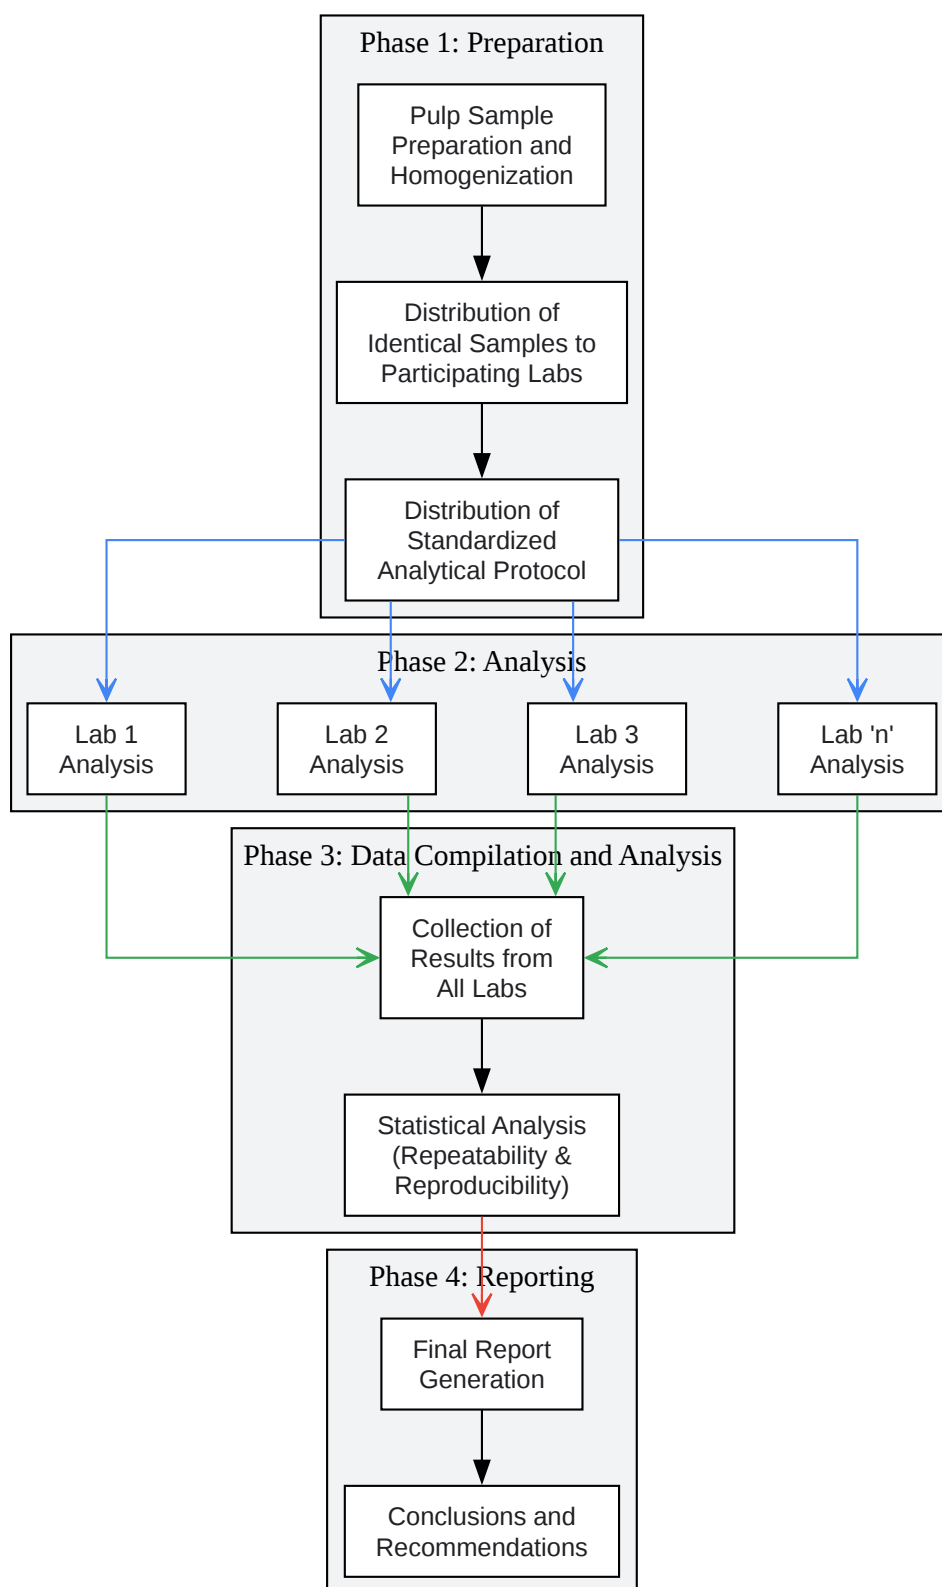 Phase 1: Preparation
Pulp Sample
Preparation and
Homogenization
Distribution of
Identical Samples to
Participating Labs
Distribution of
Standardized
Analytical Protocol
Phase 2: Analysis
Lab 1
Analysis
Lab 2
Analysis
Lab 3
Analysis
Lab 'n'
Analysis
Phase 3: Data Compilation and Analysis
Collection of
Results from
All Labs
Statistical Analysis
(Repeatability &
Reproducibility)
Phase 4: Reporting
Final Report
Generation
Conclusions and
Recommendations